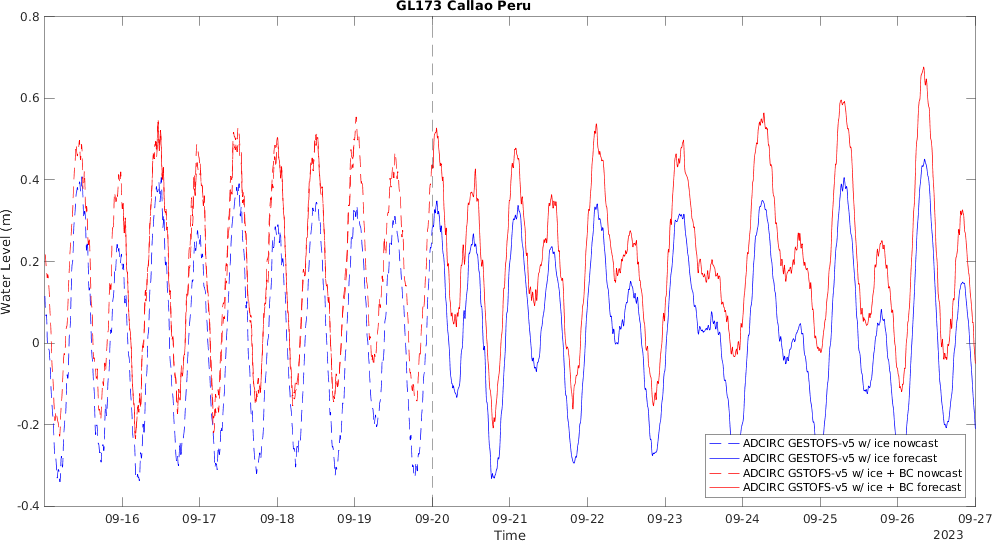 GL173 Callao Peru
0.8
0.6
0.4
0.2
0
-0.2
-0.4
Water Level (m)
09-16 09-17 09-18 09-19 09-20 09-21 09-22 09-23 09-24 09-25 09-26 09-27
Time
2023
ADCIRC GESTOFS-v5 w/ ice nowcast
ADCIRC GESTOFS-v5 w/ ice forecast
ADCIRC GSTOFS-v5 w/ ice + BC nowcast
ADCIRC GSTOFS-v5 w/ ice + BC forecast